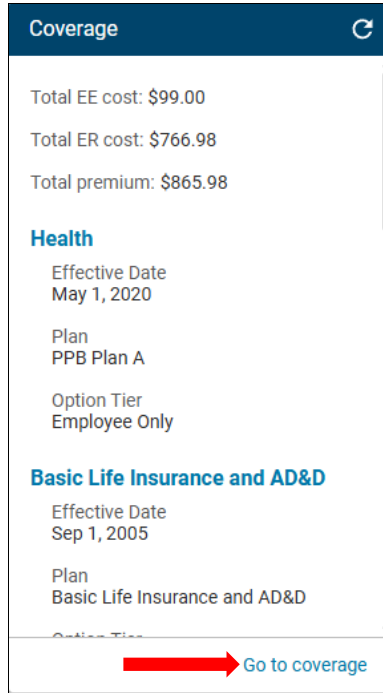 Coverage
Total EE cost: $99.00
Total ER cost: $766.98
Total premium: $865.98
Health
Effective Date
May 1, 2020
Plan
PPB Plan A
Option Tier
Employee Only
Basic Life Insurance and AD&D
Effective Date
Sep 1, 2005
Plan
Basic Life Insurance and AD&D
Option Tier
Go to coverage